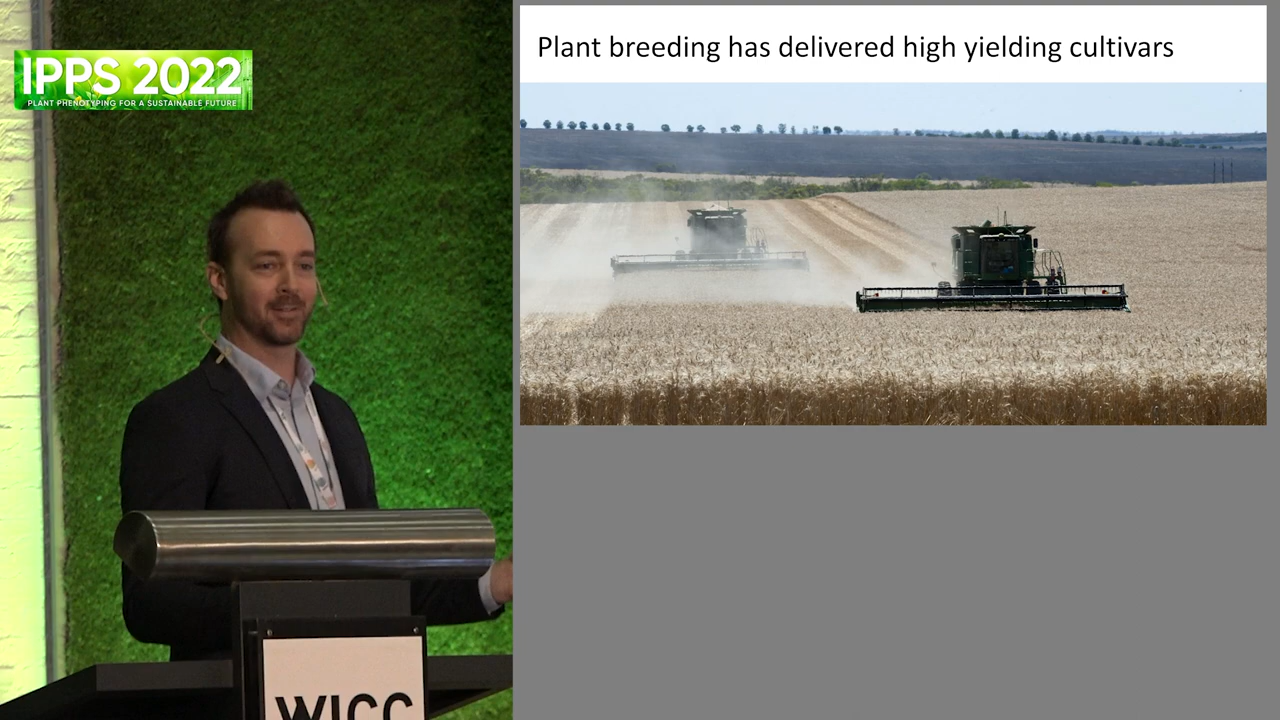 IPPS 2022
PLANT PHENOTYPING FOR A SUSTAINABLE FUTURE
Plant breeding has delivered high yielding cultivars
WICC